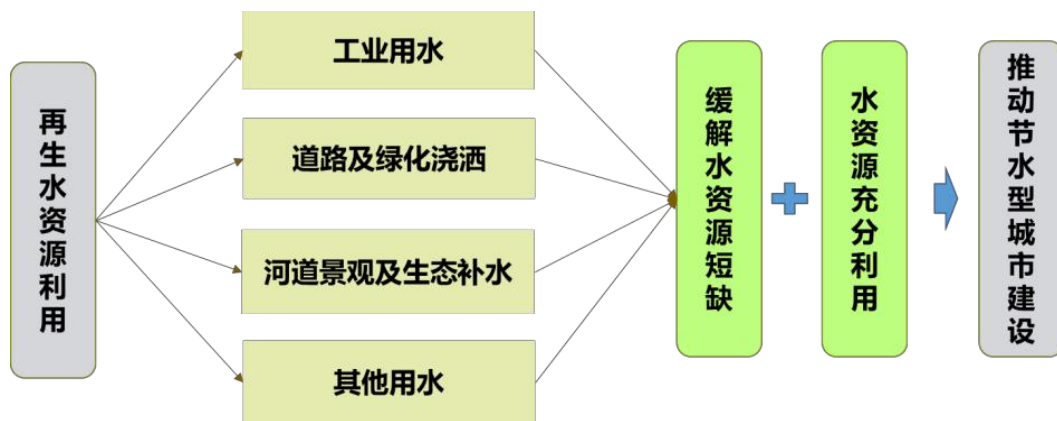 再生水资源利用
工业用水
道路及绿化浇洒
河道景观及生态补水
其他用水
缓解水资源短缺
水资源充分利用
推动节水型城市建设